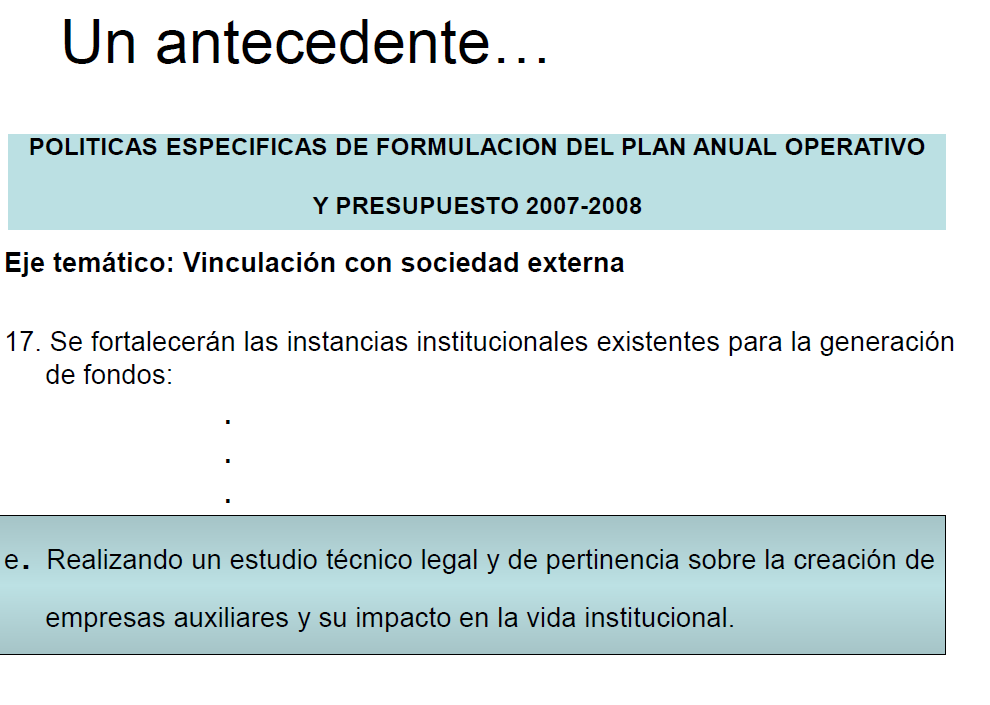 Un antecedente…
POLITICAS ESPECIFICAS DE FORMULACION DEL PLAN ANUAL OPERATIVO
Y PRESUPUESTO 2007-2008
Eje temático: Vinculación con sociedad externa
17. Se fortalecerán las instancias institucionales existentes para la generación
de fondos:
.
.
.
e. Realizando un estudio técnico legal y de pertinencia sobre la creación de
empresas auxiliares y su impacto en la vida institucional.